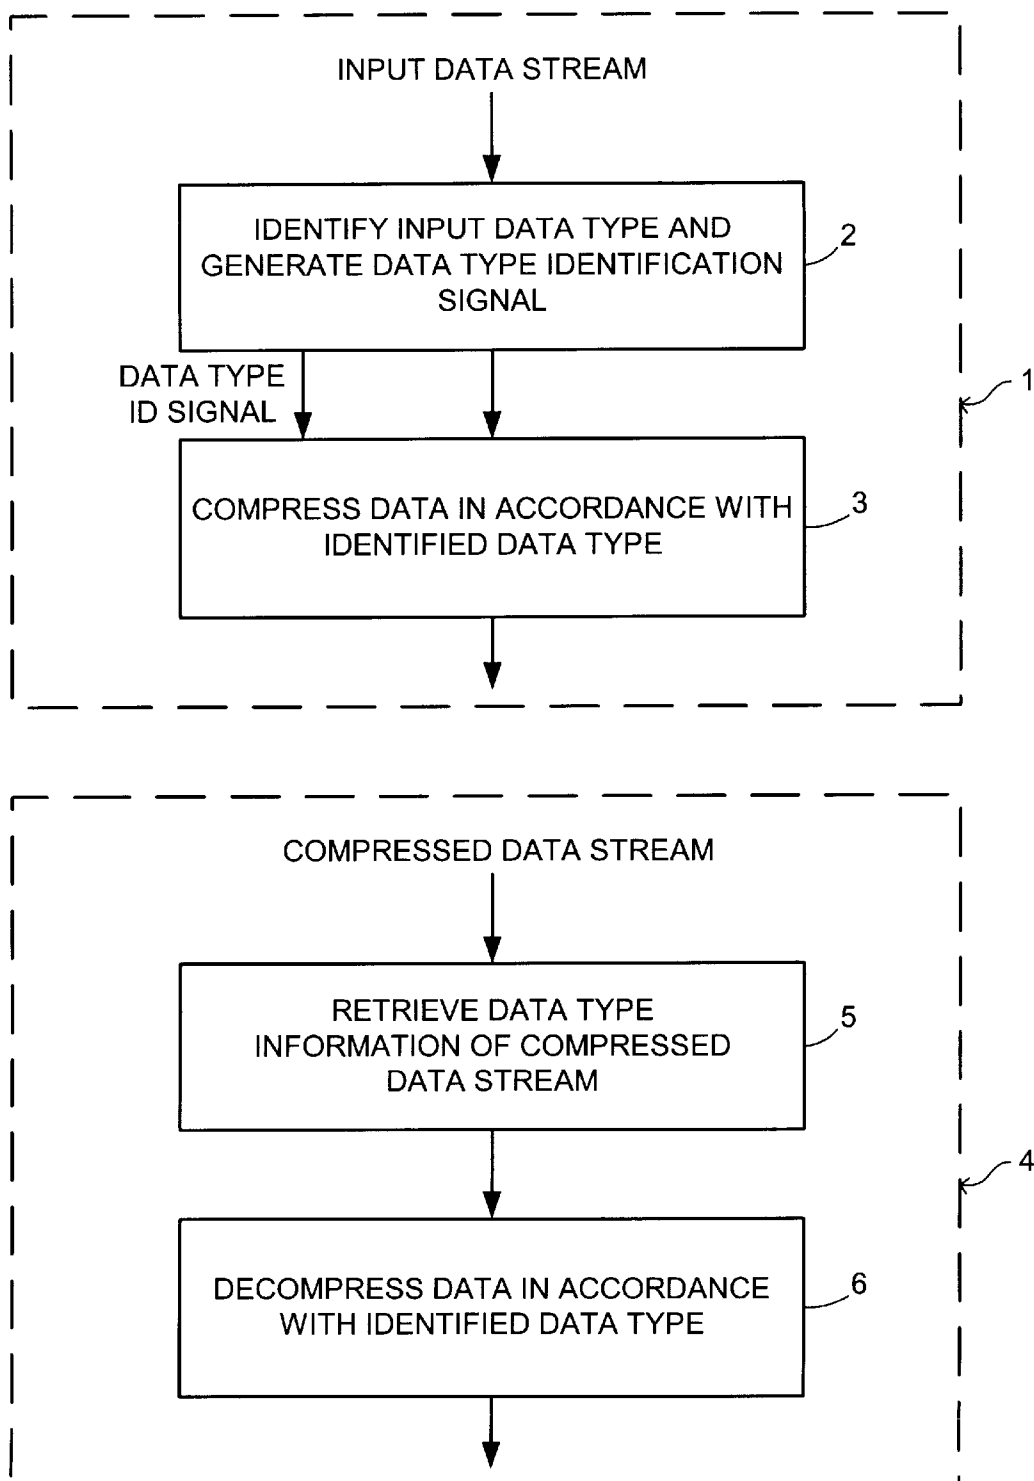 INPUT DATA STREAM
IDENTIFY INPUT DATA TYPE AND
GENERATE DATA TYPE IDENTIFICATION
SIGNAL
2
DATA TYPE
ID SIGNAL
1
COMPRESS DATA IN ACCORDANCE WITH
IDENTIFIED DATA TYPE
3
COMPRESSED DATA STREAM
RETRIEVE DATA TYPE
INFORMATION OF COMPRESSED
DATA STREAM
5
4
DECOMPRESS DATA IN ACCORDANCE
WITH IDENTIFIED DATA TYPE
6